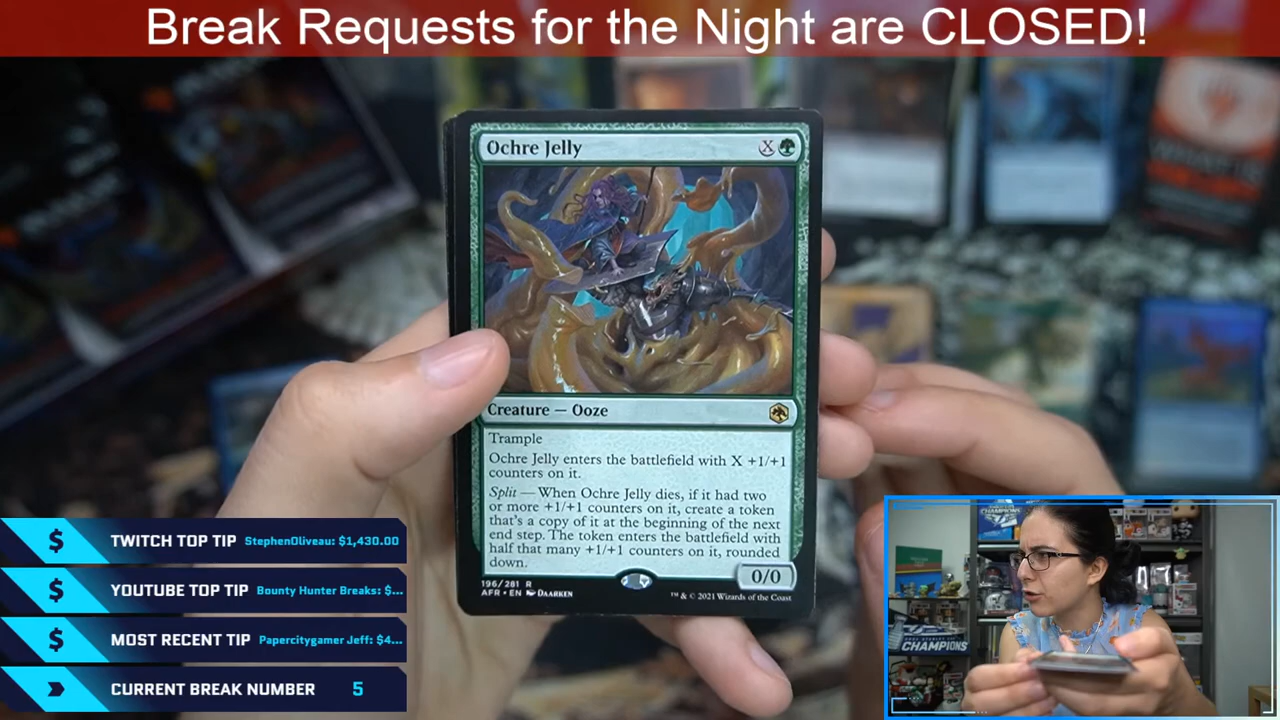 Break Requests for the Night are CLOSED!
Ochre Jelly X
Creature — Ooze
Trample
Ochre Jelly enters the battlefield with X +1/+1
counters on it.
Split — When Ochre Jelly dies, if it had two
or more +1/+1 counters on it, create a token
that's a copy of it at the beginning of the next
end step. The token enters the battlefield with
half that many +1/+1 counters on it, rounded
down.
0/0
196/281 R
AFR • EN DAARKEN
™ & © 2021 Wizards of the Coast
$ TWITCH TOP TIP StephenOliveau: $1,430.00
$ YOUTUBE TOP TIP Bounty Hunter Breaks: $...
$ MOST RECENT TIP Papercitygamer Jeff: $4...
CURRENT BREAK NUMBER 5
CHAMPIONS
CHAMPIONS